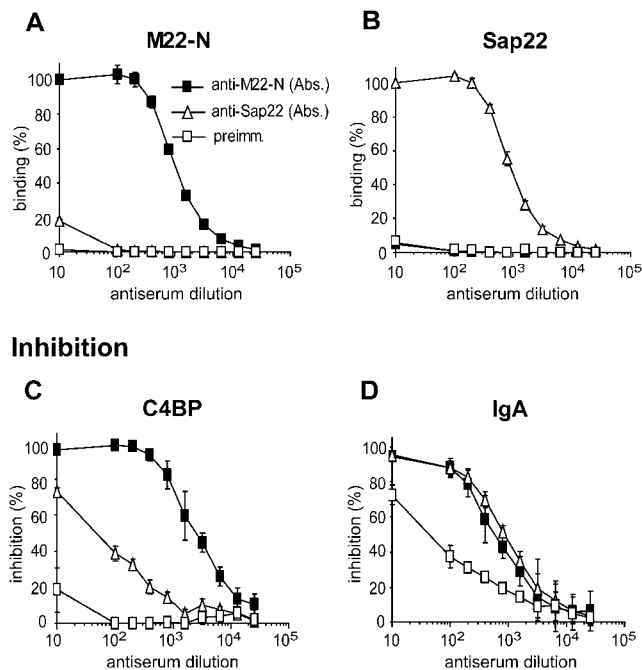 A
M22-N
binding (%)
100
80
60
40
20
0
anti-M22-N (Abs.)
anti-Sap22 (Abs.)
preimm.
10
10²
10³
10⁴
10⁵
antiserum dilution
B
Sap22
binding (%)
100
80
60
40
20
0
10
10²
10³
10⁴
10⁵
antiserum dilution
Inhibition
C
C4BP
inhibition (%)
100
80
60
40
20
0
10
10²
10³
10⁴
10⁵
antiserum dilution
D
IgA
inhibition (%)
100
80
60
40
20
0
10
10²
10³
10⁴
10⁵
antiserum dilution